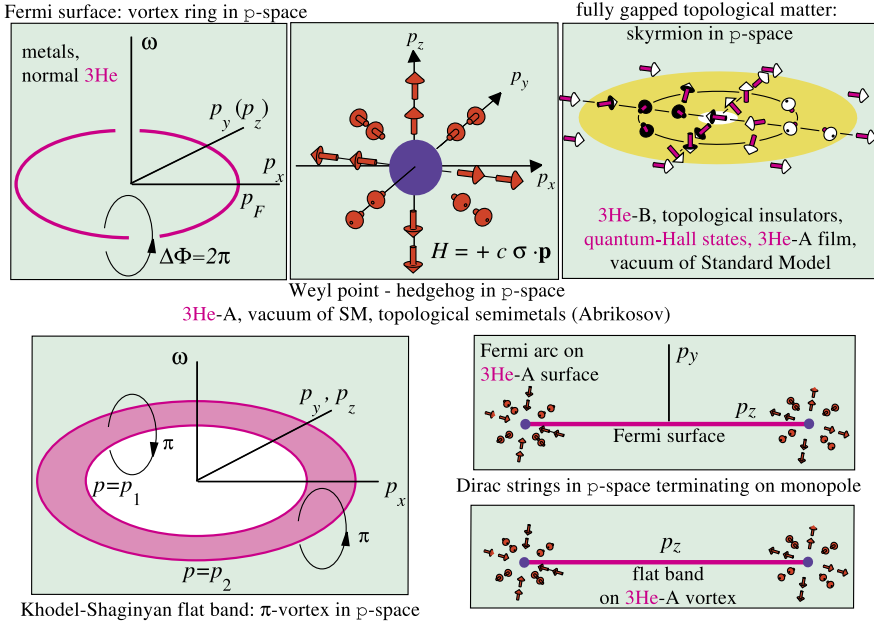 Fermi surface: vortex ring in p-space
fully gapped topological matter:
skyrmion in p-space
metals,
normal 3He
ω
p_y (p_z)
p_x
p_F
ΔΦ=2π
p_z
p_y
p_x
H = + c σ · p
3He-B, topological insulators,
quantum-Hall states, 3He-A film,
vacuum of Standard Model
Weyl point - hedgehog in p-space
3He-A, vacuum of SM, topological semimetals (Abrikosov)
ω
p_y , p_z
π
p=p_1
p_x
π
p=p_2
Khodel-Shaginyan flat band: π-vortex in p-space
Fermi arc on
3He-A surface
p_y
p_z
Fermi surface
Dirac strings in p-space terminating on monopole
p_z
flat band
on 3He-A vortex